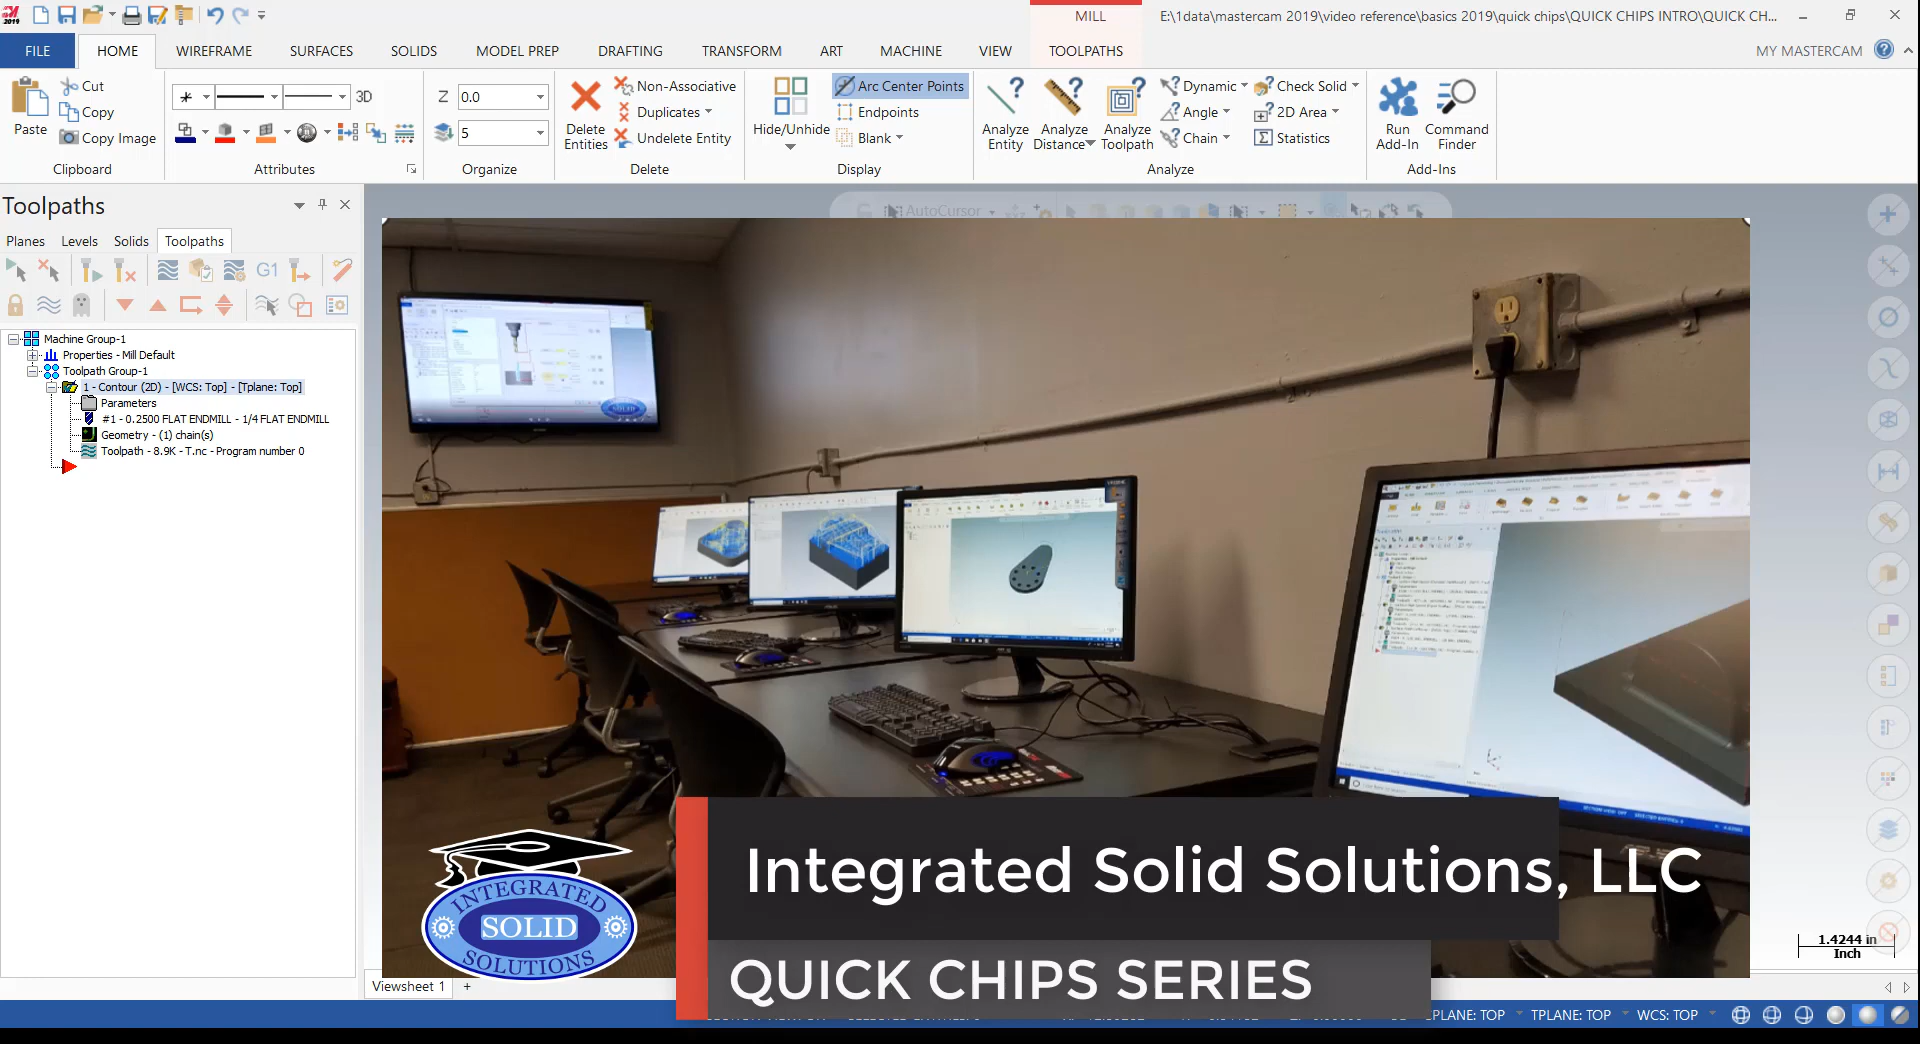 2019
MILL
E:\1data\mastercam 2019\video reference\basics 2019\quick chips\QUICK CHIPS INTRO\QUICK CH...
FILE
HOME
WIREFRAME
SURFACES
SOLIDS
MODEL PREP
DRAFTING
TRANSFORM
ART
MACHINE
VIEW
TOOLPATHS
MY MASTERCAM
Paste
Cut
Copy
Copy Image
Clipboard
3D
Attributes
Z 0.0
5
Organize
Delete
Entities
Non-Associative
Duplicates
Undelete Entity
Delete
Hide/Unhide
Arc Center Points
Endpoints
Blank
Display
Analyze
Entity
Analyze
Distance
Analyze
Toolpath
Dynamic
Angle
Chain
Check Solid
2D Area
Statistics
Analyze
Run
Add-In
Command
Finder
Add-Ins
Toolpaths
Planes
Levels
Solids
Toolpaths
G1
Machine Group-1
Properties - Mill Default
Toolpath Group-1
1 - Contour (2D) - [WCS: Top] - [Tplane: Top]
Parameters
#1 - 0.2500 FLAT ENDMILL - 1/4 FLAT ENDMILL
Geometry - (1) chain(s)
Toolpath - 8.9K - T.nc - Program number 0
AutoCursor
SOLID
INTEGRATED
SOLID
SOLUTIONS
Integrated Solid Solutions, LLC
QUICK CHIPS SERIES
1.4244 in
Inch
Viewsheet 1
+
CPLANE: TOP
TPLANE: TOP
WCS: TOP